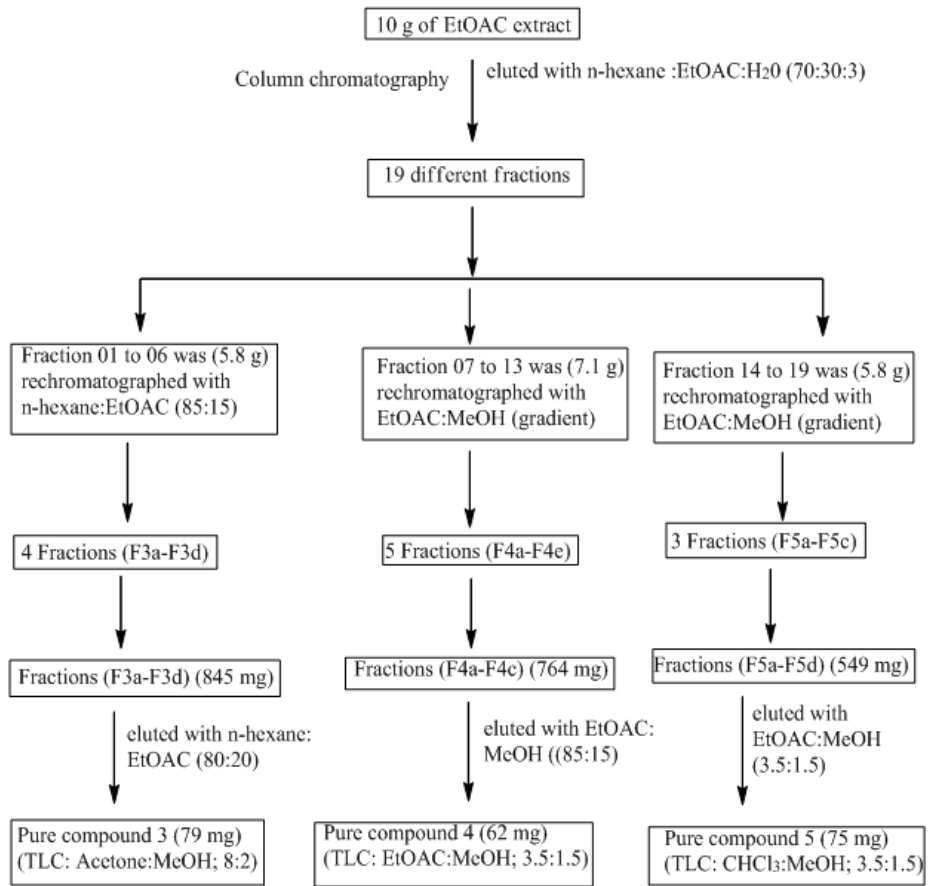 10 g of EtOAC extract
Column chromatography
eluted with n-hexane :EtOAC:H20 (70:30:3)
19 different fractions
Fraction 01 to 06 was (5.8 g)
rechromatographed with
n-hexane:EtOAC (85:15)
Fraction 07 to 13 was (7.1 g)
rechromatographed with
EtOAC:MeOH (gradient)
Fraction 14 to 19 was (5.8 g)
rechromatographed with
EtOAC:MeOH (gradient)
4 Fractions (F3a-F3d)
5 Fractions (F4a-F4e)
3 Fractions (F5a-F5c)
Fractions (F3a-F3d) (845 mg)
Fractions (F4a-F4c) (764 mg)
Fractions (F5a-F5d) (549 mg)
eluted with n-hexane:
EtOAC (80:20)
eluted with EtOAC:
MeOH ((85:15)
eluted with
EtOAC:MeOH
(3.5:1.5)
Pure compound 3 (79 mg)
(TLC: Acetone:MeOH; 8:2)
Pure compound 4 (62 mg)
(TLC: EtOAC:MeOH; 3.5:1.5)
Pure compound 5 (75 mg)
(TLC: CHCl3:MeOH; 3.5:1.5)